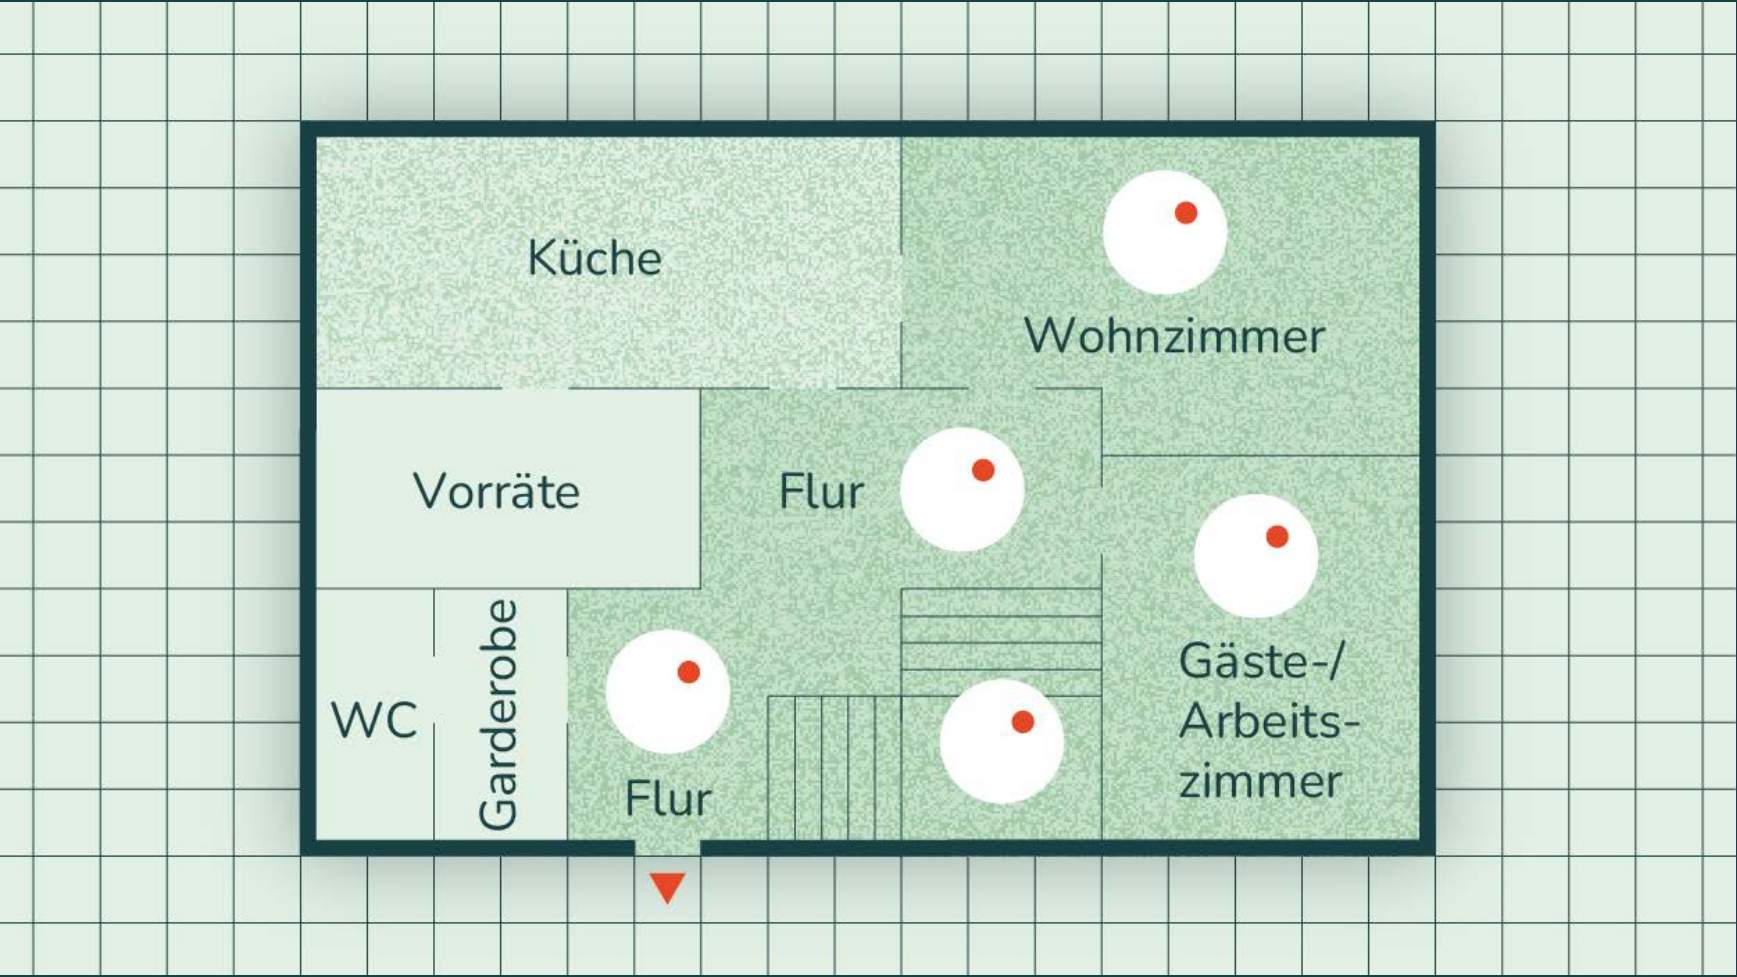 Küche
Wohnzimmer
Vorräte
Flur
Gäste-/
Arbeits-
zimmer
WC
Garderobe
Flur